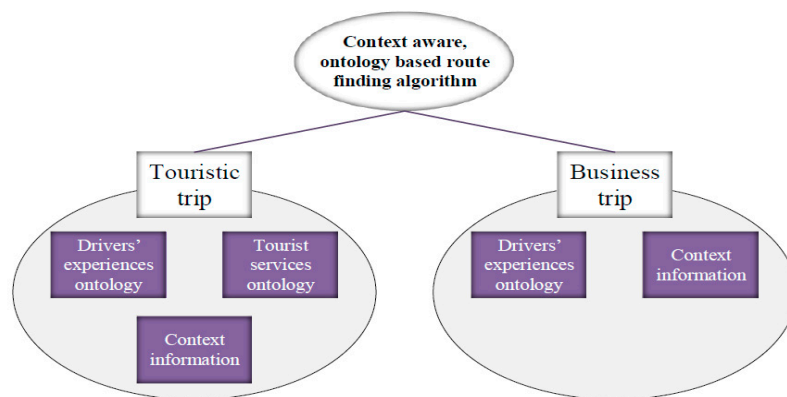 Context aware,
ontology based route
finding algorithm
Touristic
trip
Business
trip
Drivers'
experiences
ontology
Tourist
services
ontology
Context
information
Drivers'
experiences
ontology
Context
information